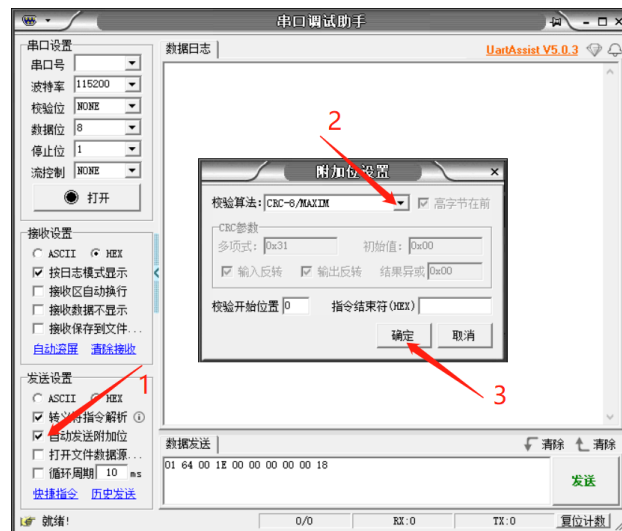 串口调试助手
串口设置
串口号
波特率 115200
校验位 NONE
数据位 8
停止位 1
流控制 NONE
打开
接收设置
ASCII HEX
按日志模式显示
接收区自动换行
接收数据不显示
接收保存到文件...
自动滚屏 清除接收
发送设置
ASCII HEX
转义符指令解析
自动发送附加位
打开文件数据源...
循环周期 10 ms
快捷指令 历史发送
1
数据日志
UartAssist V5.0.3
2
附加位设置
校验算法: CRC-8/MAXIM 高字节在前
CRC参数
多项式: 0x31 初始值: 0x00
输入反转 输出反转 结果异或 0x00
校验开始位置 0 指令结束符(HEX)
确定 取消
3
数据发送 清除 清除
01 64 00 1E 00 00 00 00 00 18
发送
就绪! 0/0 RX:0 TX:0 复位计数